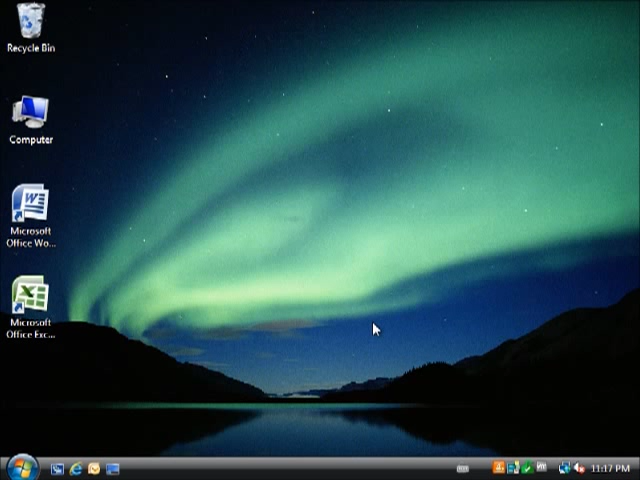 Recycle Bin
Computer
Microsoft
Office Wo...
Microsoft
Office Exc...
11:17 PM